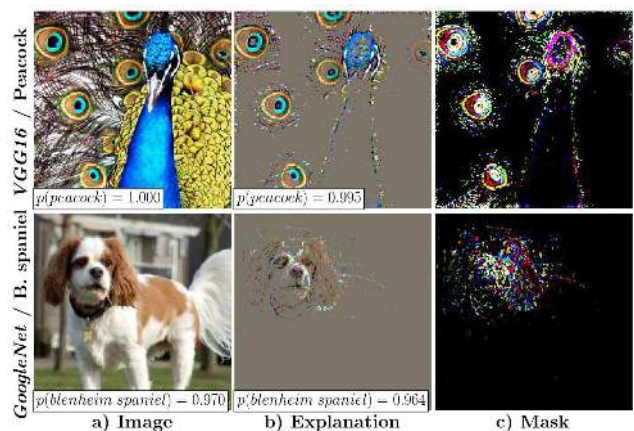 VGG16 / Peacock
p(peacock) = 1.000
p(peacock) = 0.995
GoogleNet / B. spaniel
p(blenheim spaniel) = 0.970
p(blenheim spaniel) = 0.964
a) Image
b) Explanation
c) Mask